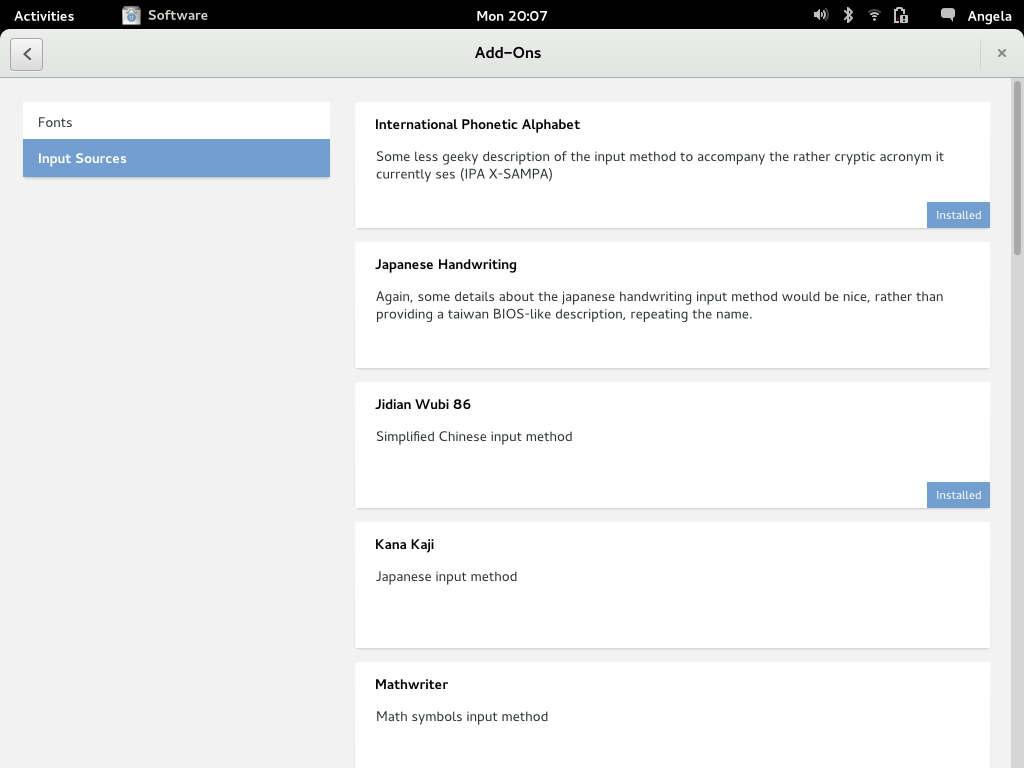 Activities
Software
Mon 20:07
Angela
Add-Ons
Fonts
Input Sources
International Phonetic Alphabet
Some less geeky description of the input method to accompany the rather cryptic acronym it
currently ses (IPA X-SAMPA)
Installed
Japanese Handwriting
Again, some details about the japanese handwriting input method would be nice, rather than
providing a taiwan BIOS-like description, repeating the name.
Jidian Wubi 86
Simplified Chinese input method
Installed
Kana Kaji
Japanese input method
Mathwriter
Math symbols input method